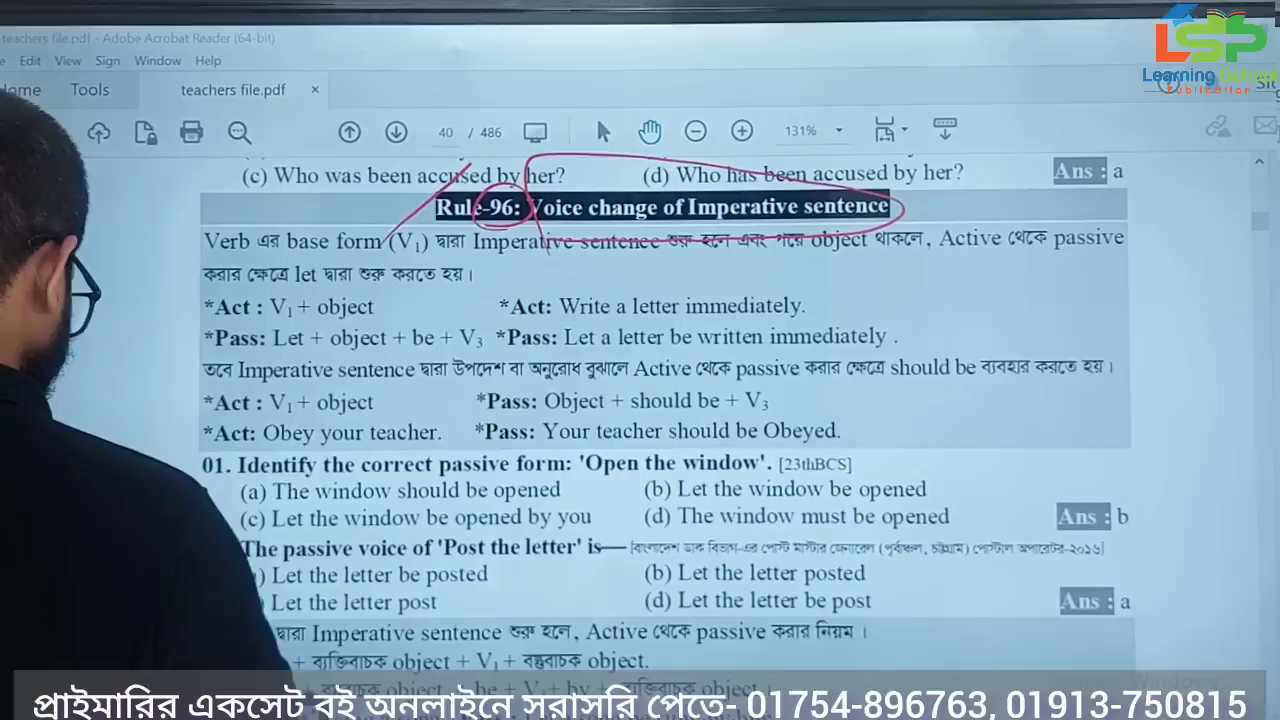 teachers file.pdf - Adobe Acrobat Reader (64-bit)
Edit View Sign Window Help
LSP
Learning School
Publication
Tools teachers file.pdf ×
40 / 486 131%
(c) Who was been accused by her? (d) Who has been accused by her? Ans : a
Rule-96: Voice change of Imperative sentence
Verb এর base form (V1) দ্বারা Imperative sentence শুরু হলে এবং পরে object থাকলে, Active থেকে passive
করার ক্ষেত্রে let দ্বারা শুরু করতে হয়।
*Act : V1 + object *Act: Write a letter immediately.
*Pass: Let + object + be + V3 *Pass: Let a letter be written immediately .
তবে Imperative sentence দ্বারা উপদেশ বা অনুরোধ বুঝালে Active থেকে passive করার ক্ষেত্রে should be ব্যবহার করতে হয়।
*Act : V1 + object *Pass: Object + should be + V3
*Act: Obey your teacher. *Pass: Your teacher should be Obeyed.
01. Identify the correct passive form: 'Open the window'. [23thBCS]
(a) The window should be opened (b) Let the window be opened
(c) Let the window be opened by you (d) The window must be opened Ans : b
The passive voice of 'Post the letter' is— [বাংলাদেশ ডাক বিভাগ-এর পোস্ট মাস্টার জেনারেল (পূর্বাঞ্চল, চট্টগ্রাম) পোস্টাল অপারেটর-২০১৬]
) Let the letter be posted (b) Let the letter posted
Let the letter post (d) Let the letter be post Ans : a
দ্বারা Imperative sentence শুরু হলে, Active থেকে passive করার নিয়ম ।
+ ব্যক্তিবাচক object + V1 + বস্তুবাচক object.
প্রাইমারির একসেট বই অনলাইনে সরাসরি পেতে- 01754-896763, 01913-750815